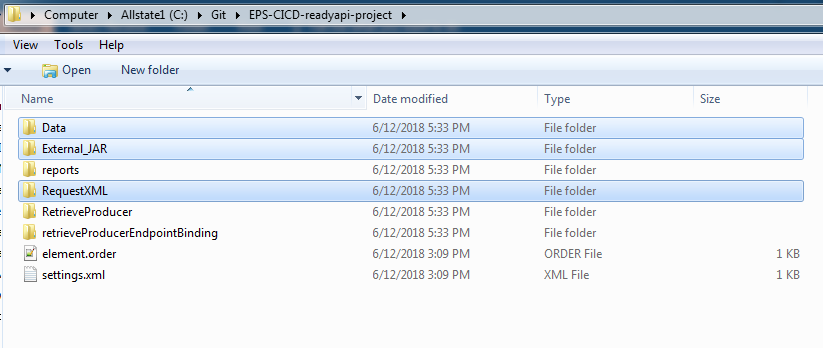 Computer Allstate1 (C:) Git EPS-CICD-readyapi-project
View Tools Help
Open New folder
Name Date modified Type Size
Data 6/12/2018 5:33 PM File folder
External_JAR 6/12/2018 5:33 PM File folder
reports 6/12/2018 5:33 PM File folder
RequestXML 6/12/2018 5:33 PM File folder
RetrieveProducer 6/12/2018 5:33 PM File folder
retrieveProducerEndpointBinding 6/12/2018 5:33 PM File folder
element.order 6/12/2018 3:09 PM ORDER File 1 KB
settings.xml 6/12/2018 3:09 PM XML File 1 KB